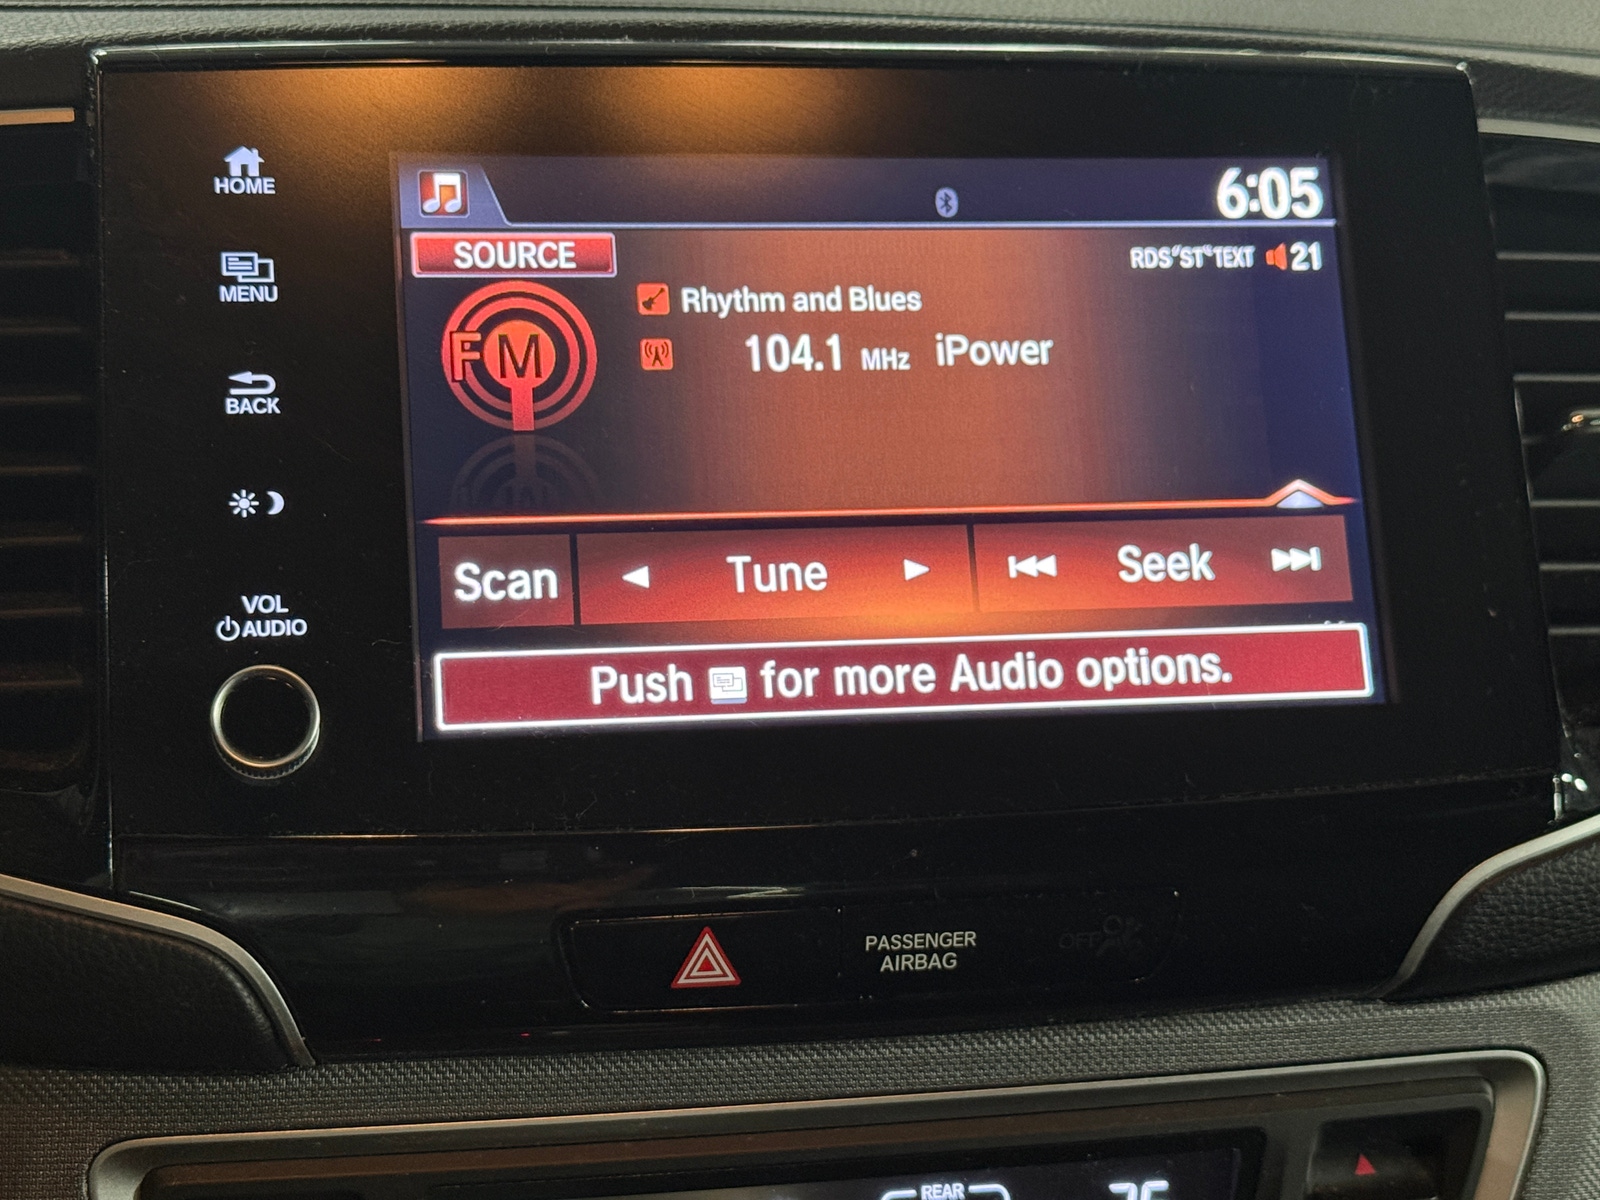 HOME
MENU
BACK
VOL
AUDIO
6:05
SOURCE
RDS "ST" TEXT 21
Rhythm and Blues
FM
104.1 MHz iPower
Scan Tune Seek
Push for more Audio options.
PASSENGER
AIRBAG
OFF
REAR